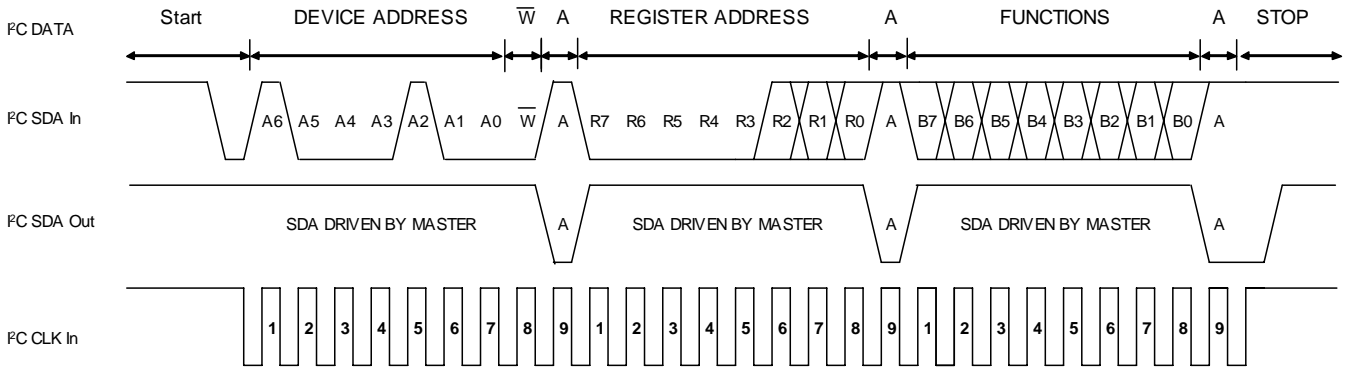 I²C DATA Start DEVICE ADDRESS W̅ A REGISTER ADDRESS A FUNCTIONS A STOP
I²C SDA In A6 A5 A4 A3 A2 A1 A0 W̅ A R7 R6 R5 R4 R3 R2 R1 R0 A B7 B6 B5 B4 B3 B2 B1 B0 A
I²C SDA Out SDA DRIVEN BY MASTER A SDA DRIVEN BY MASTER A SDA DRIVEN BY MASTER A
I²C CLK In 1 2 3 4 5 6 7 8 9 1 2 3 4 5 6 7 8 9 1 2 3 4 5 6 7 8 9